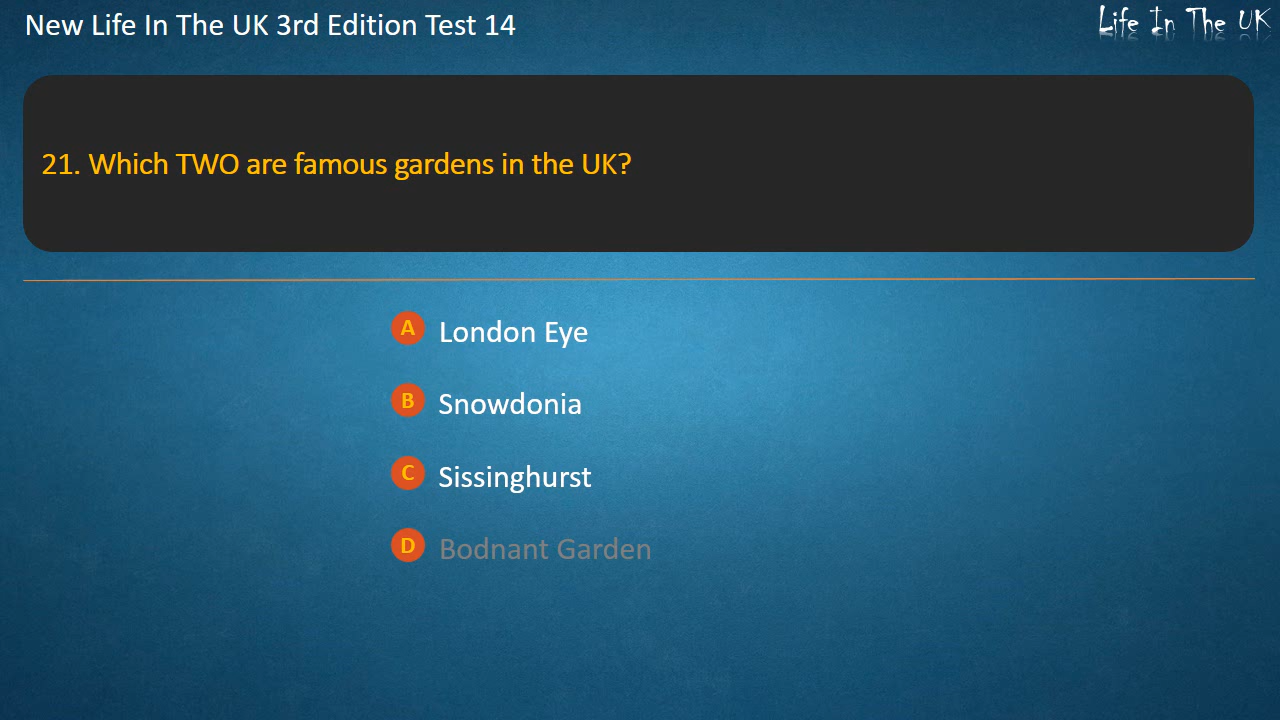 New Life In The UK 3rd Edition Test 14
Life In The UK
21. Which TWO are famous gardens in the UK?
A London Eye
B Snowdonia
C Sissinghurst
D Bodnant Garden